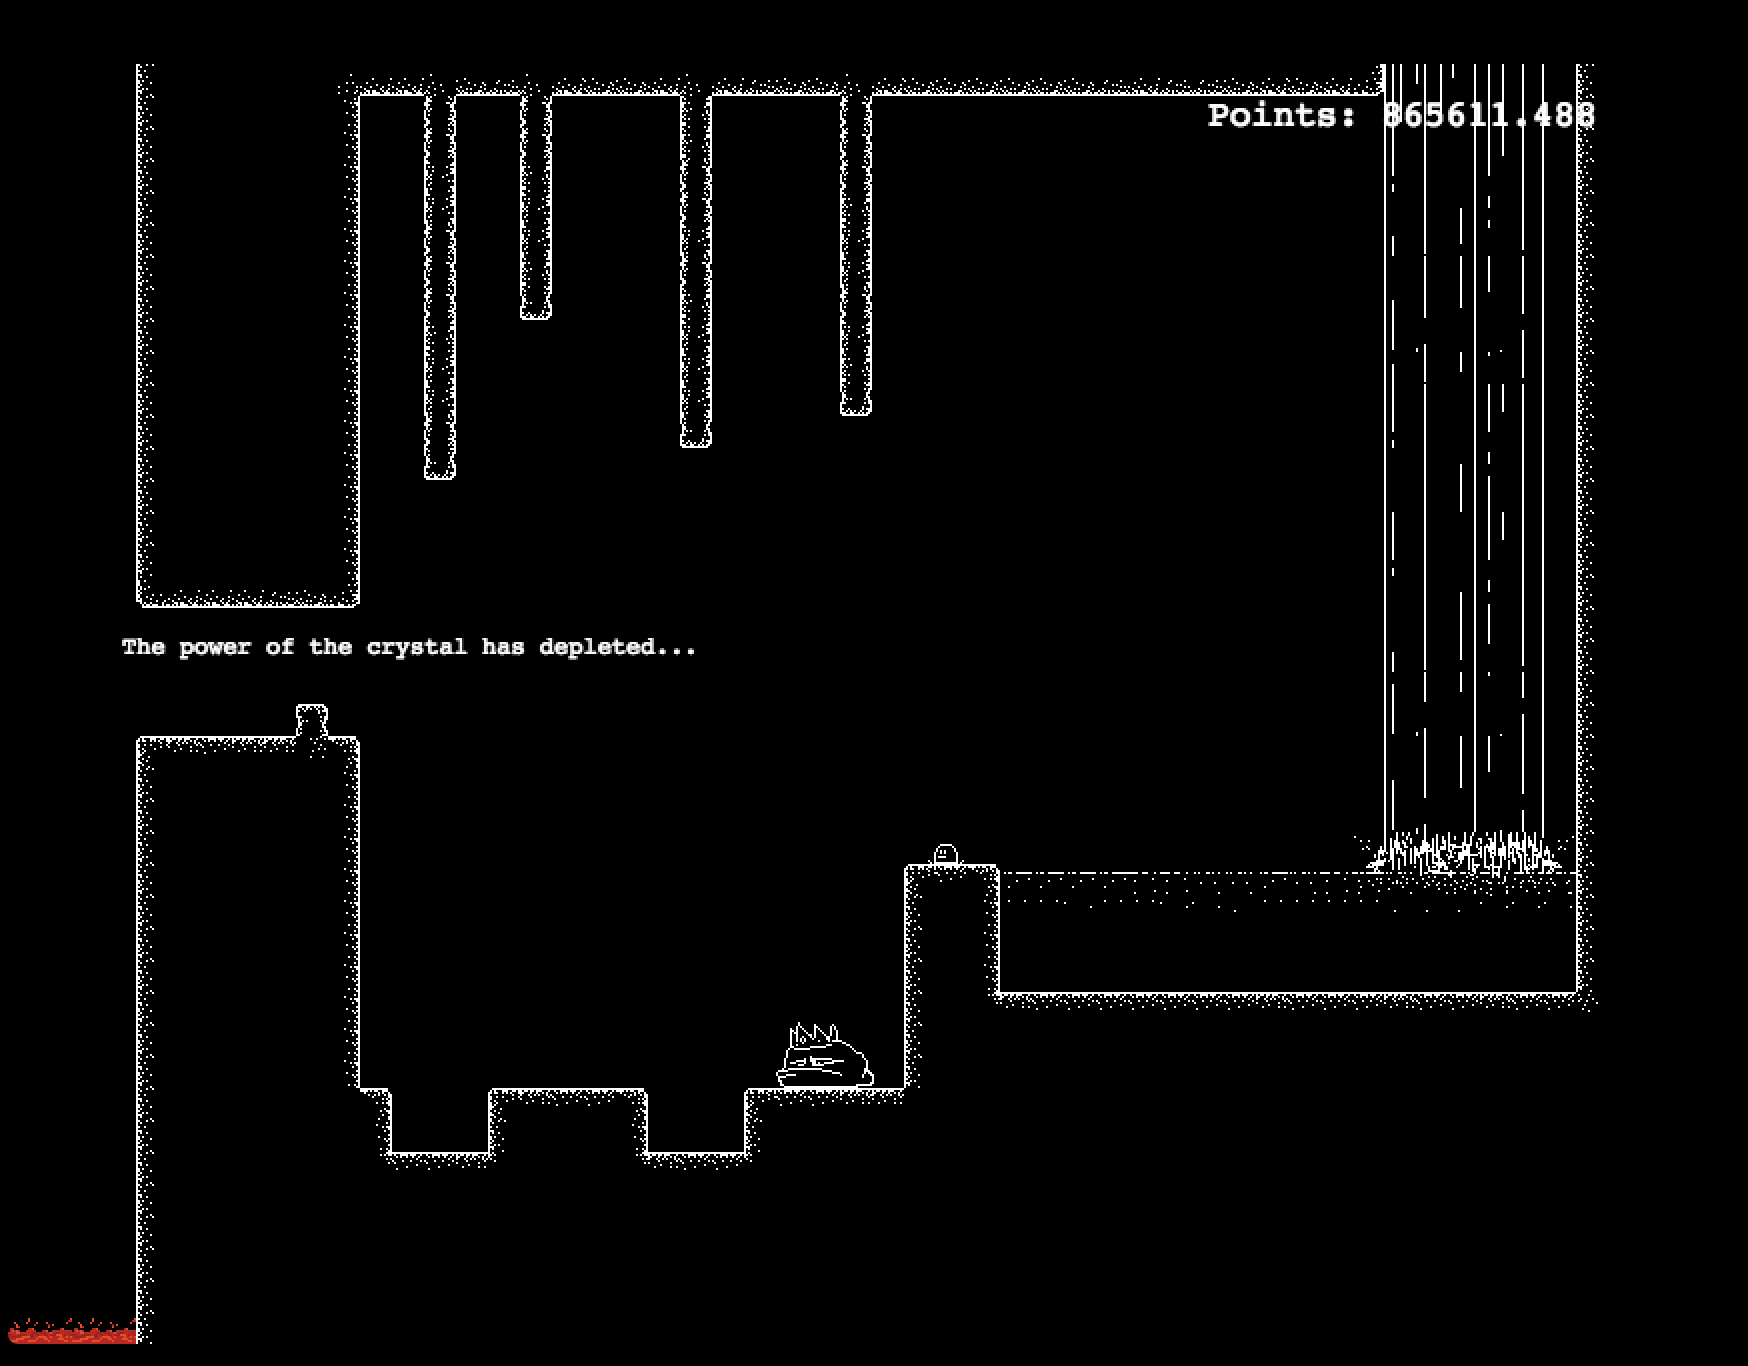 Points: 865611.488
The power of the crystal has depleted...